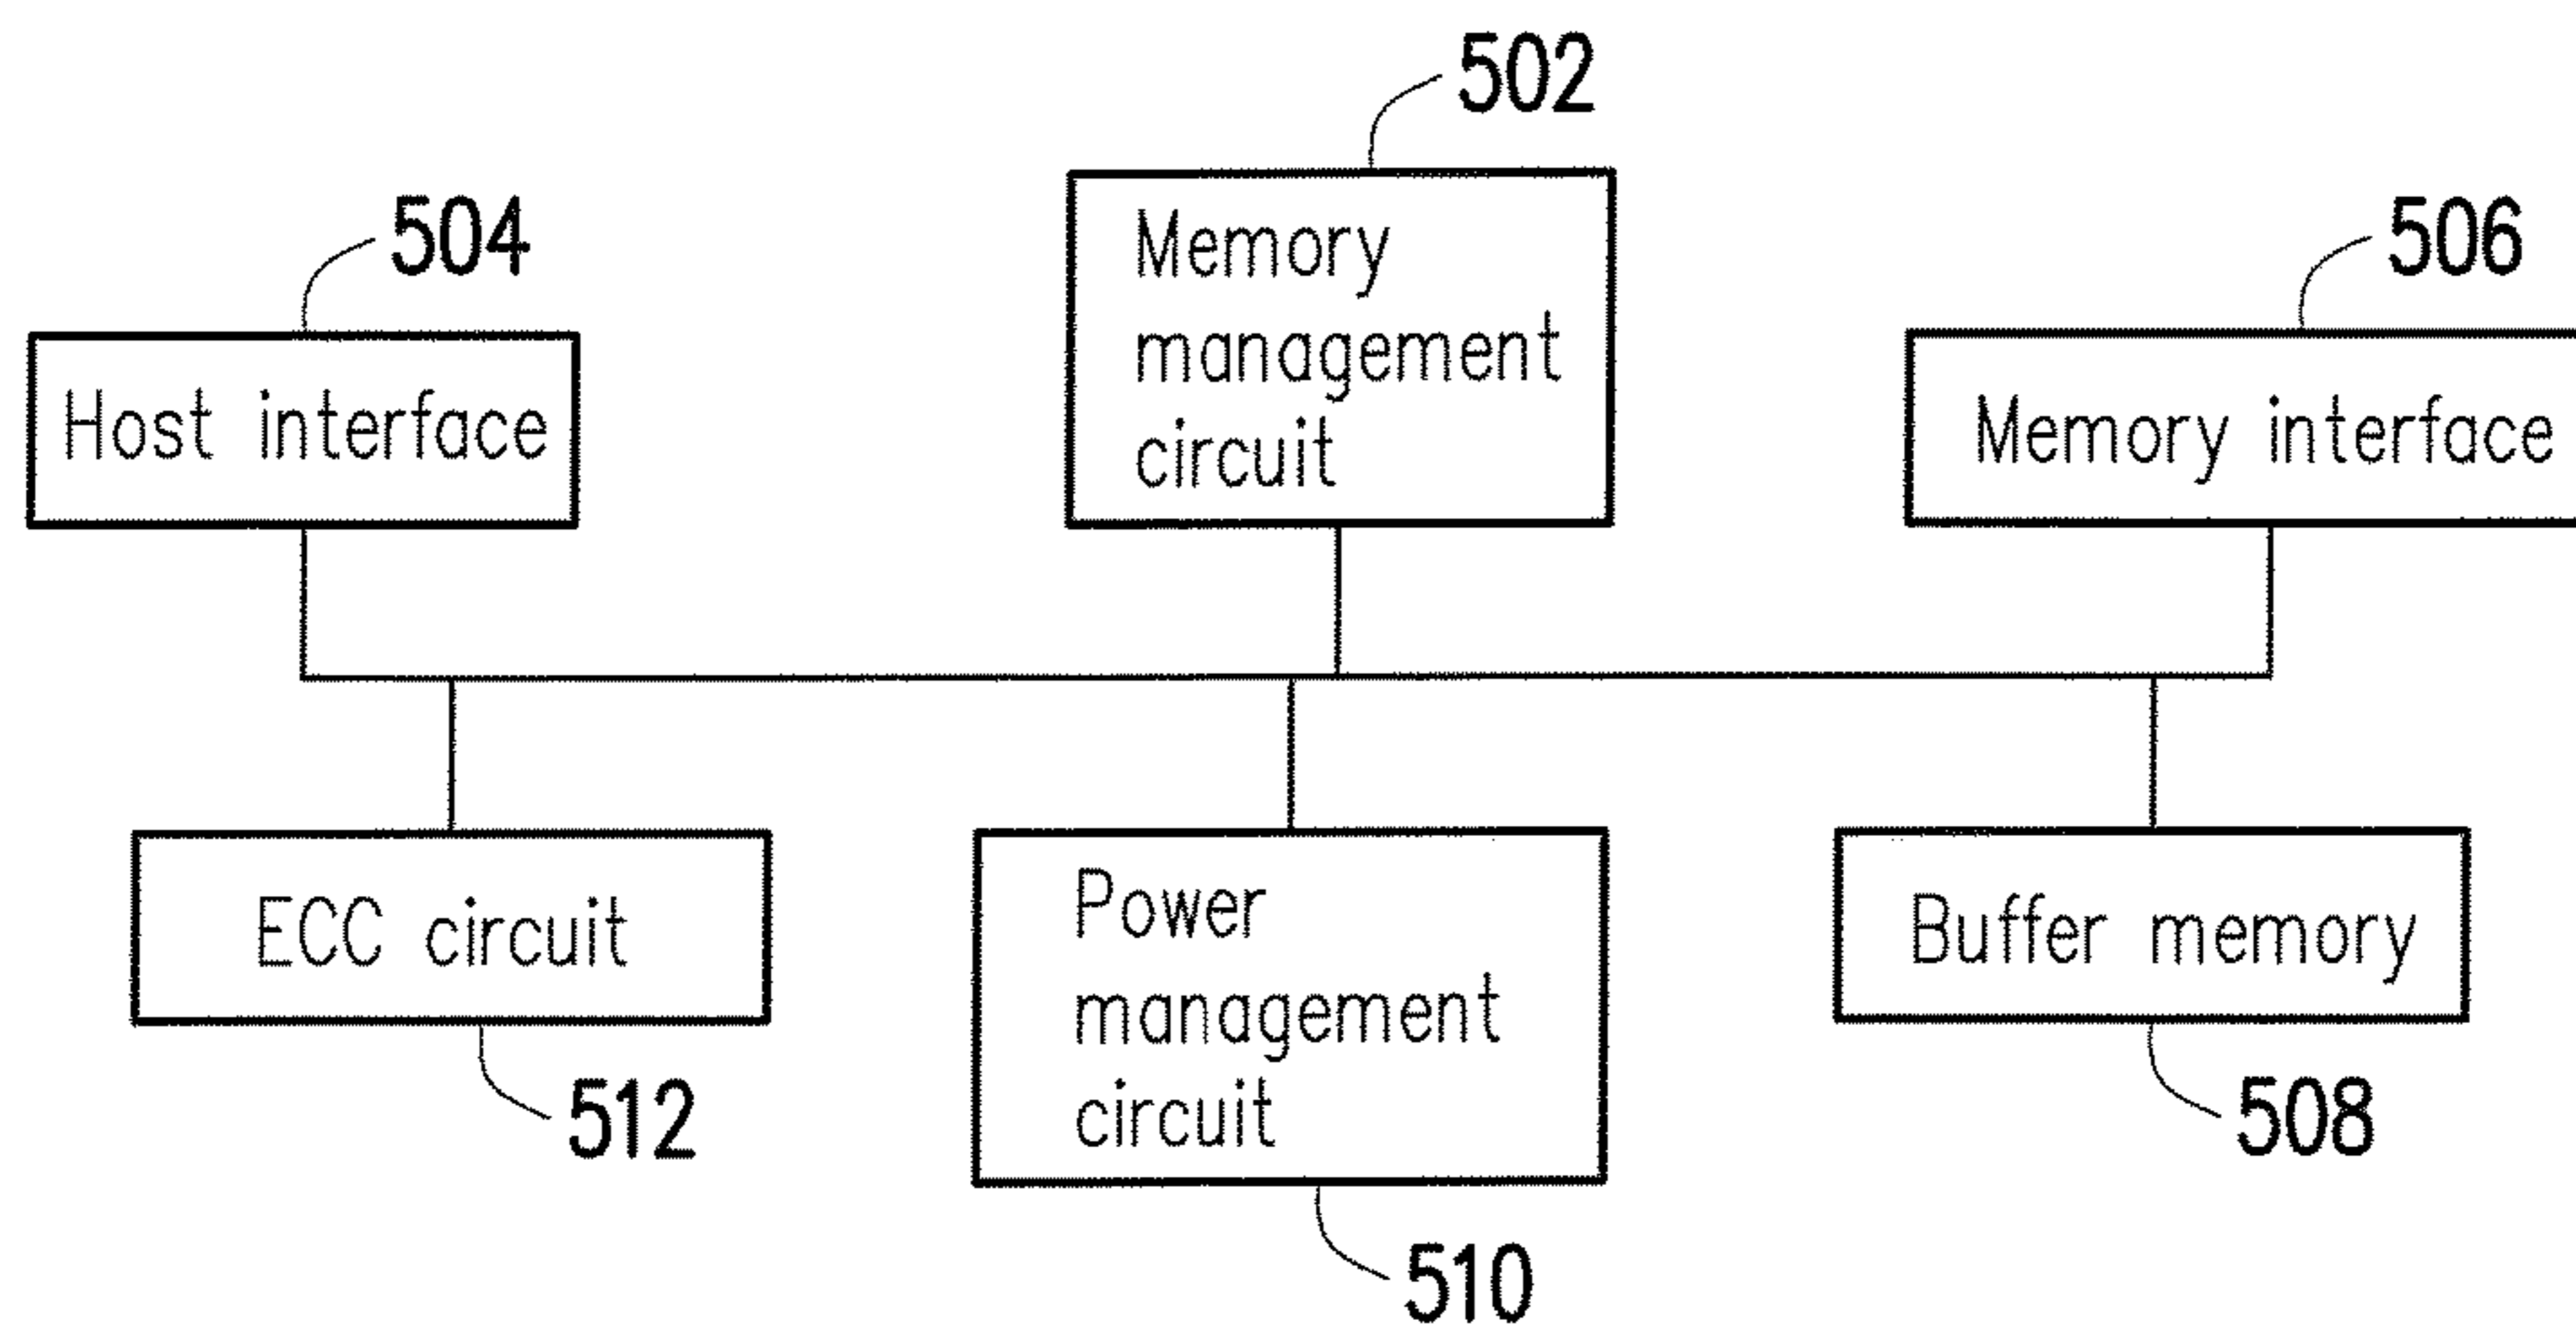 502
504
506
Memory
management
circuit
Host interface
Memory interface
ECC circuit
Power
management
circuit
Buffer memory
512
508
510